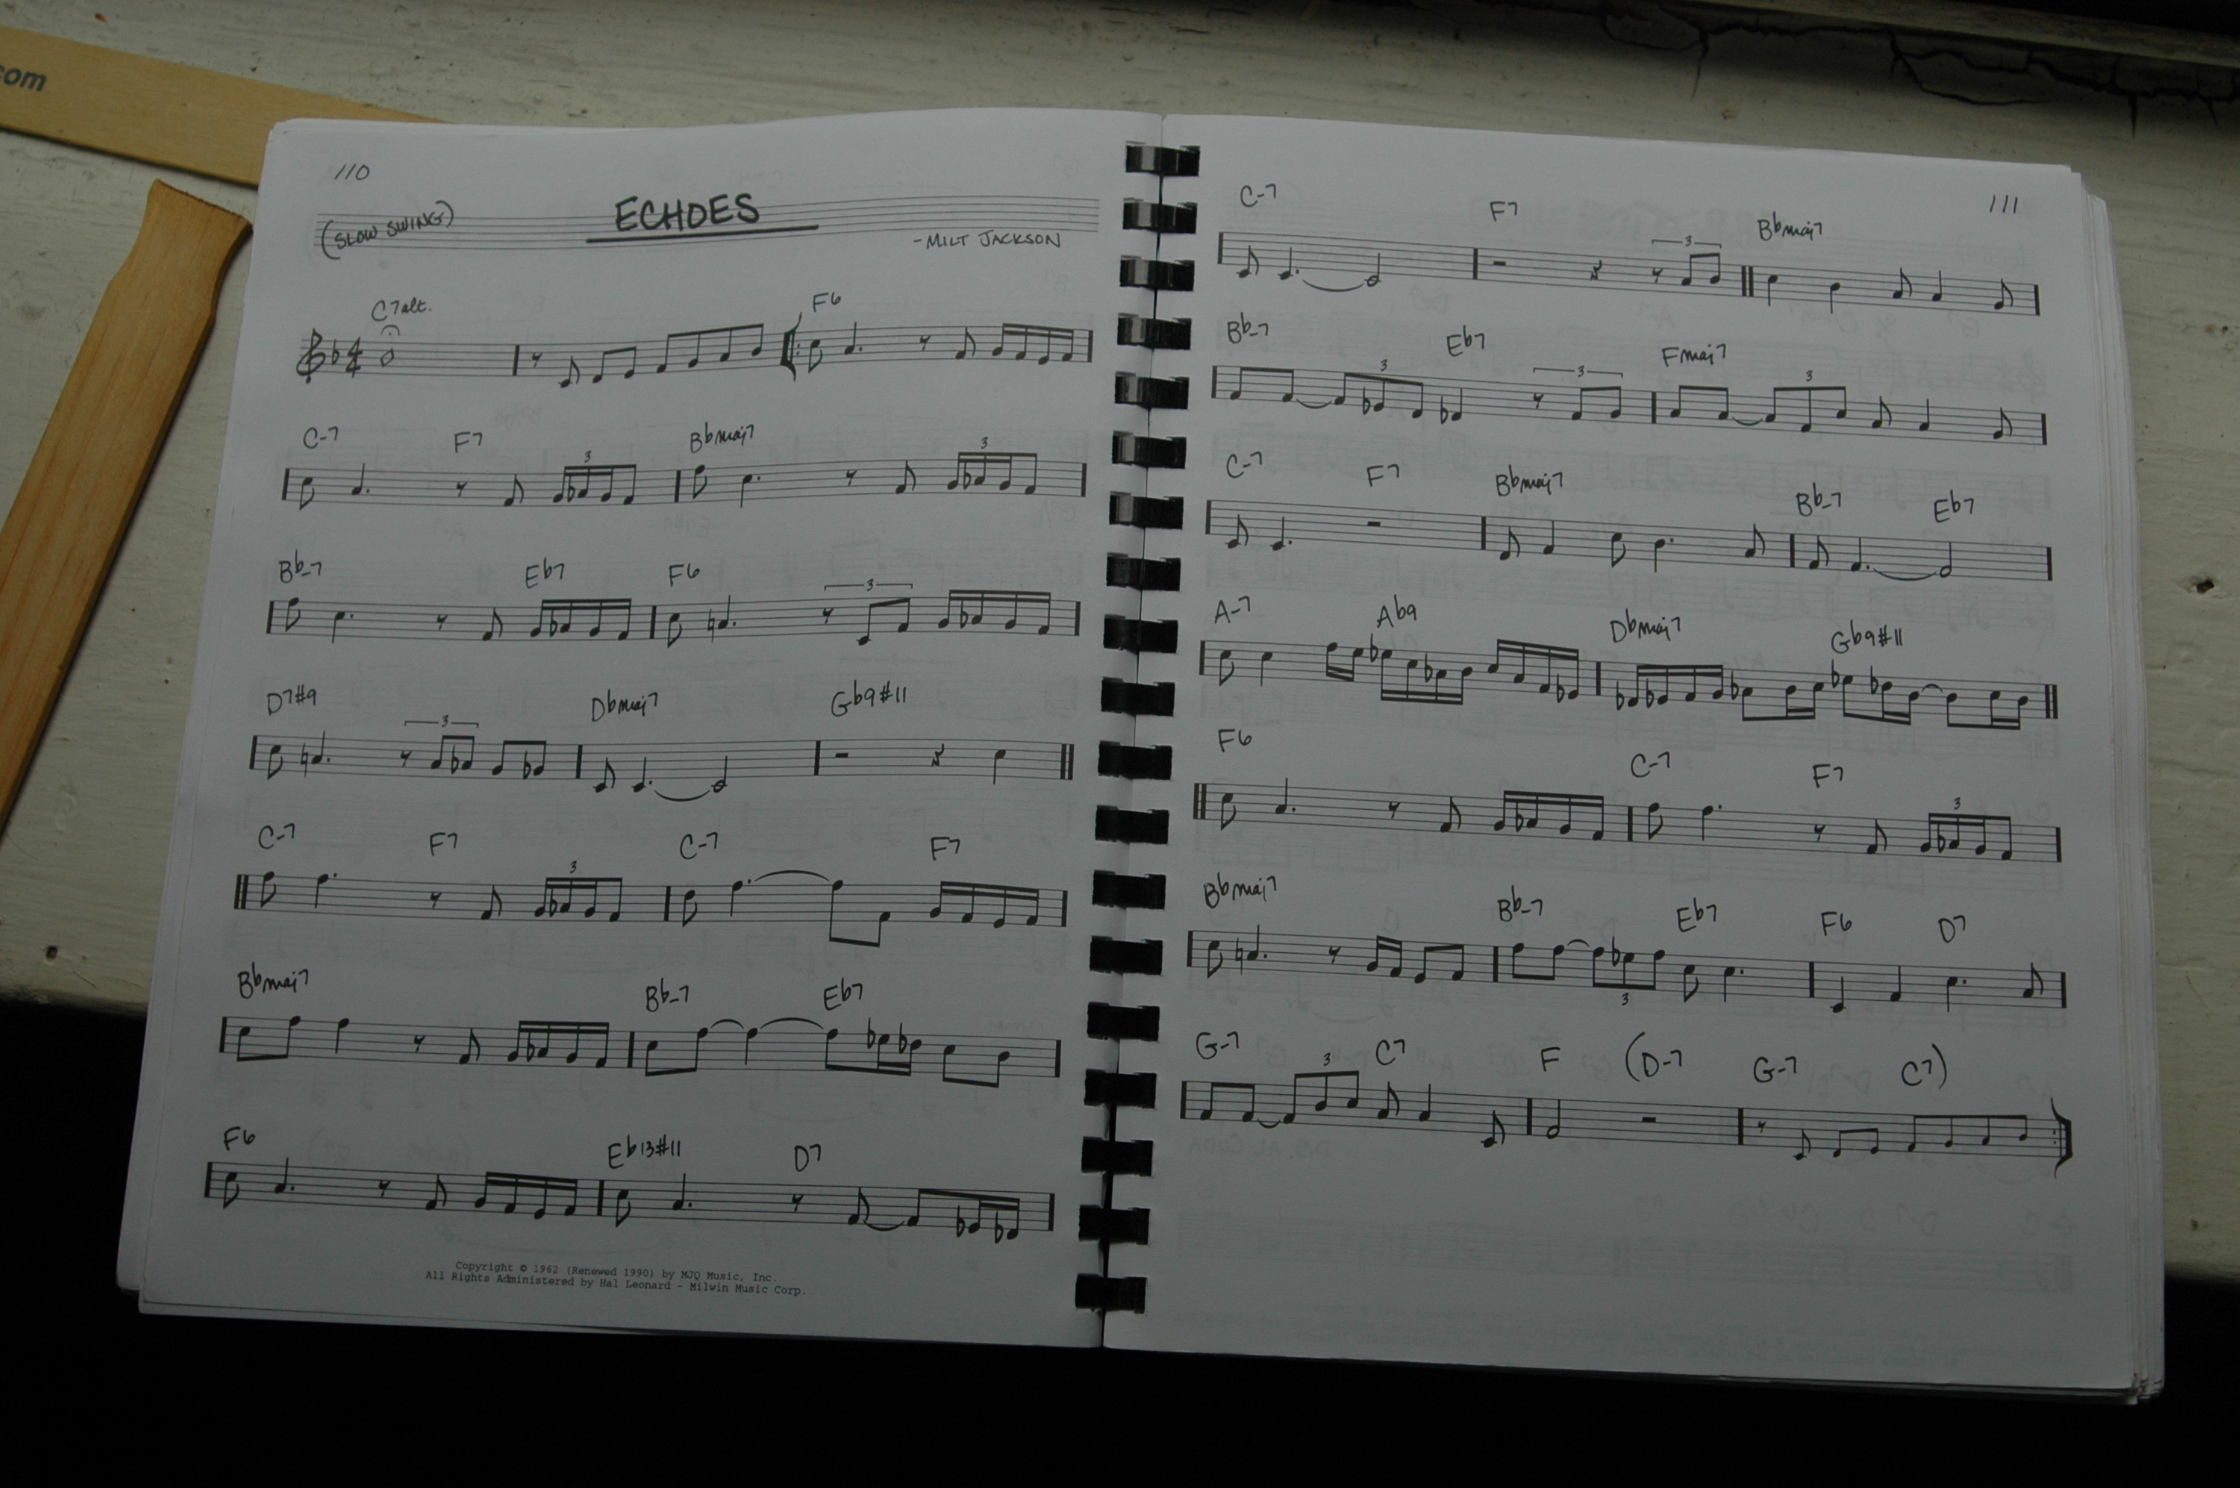 com
110
(SLOW SWING)
ECHOES
-MILT JACKSON
C7alt. F6
C-7 F7 Bbmaj7
3 3
Bb-7 Eb7 F6
3
D7#9 Dbmaj7 Gb9#11
3
C-7 F7 C-7 F7
3
Bbmaj7 Bb-7 Eb7
F6 Eb13#11 D7
Copyright © 1962 (Renewed 1990) by MJQ Music, Inc.
All Rights Administered by Hal Leonard - Milwin Music Corp.
111
C-7 F7 Bbmaj7
3
Bb-7 Eb7 Fmaj7
3 3 3
C-7 F7 Bbmaj7 Bb-7 Eb7
A-7 Ab9 Dbmaj7 Gb9#11
F6 C-7 F7
3
Bbmaj7 Bb-7 Eb7 F6 D7
3
G-7 C7 F (D-7 G-7 C7)
3